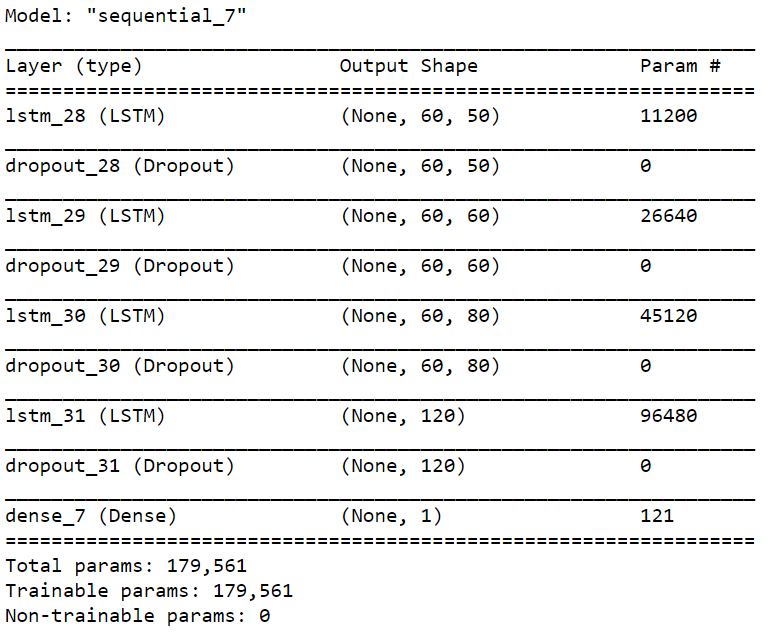 Model: "sequential_7"
_________________________________________________________________
Layer (type)                 Output Shape              Param #
=================================================================
lstm_28 (LSTM)               (None, 60, 50)            11200
_________________________________________________________________
dropout_28 (Dropout)         (None, 60, 50)            0
_________________________________________________________________
lstm_29 (LSTM)               (None, 60, 60)            26640
_________________________________________________________________
dropout_29 (Dropout)         (None, 60, 60)            0
_________________________________________________________________
lstm_30 (LSTM)               (None, 60, 80)            45120
_________________________________________________________________
dropout_30 (Dropout)         (None, 60, 80)            0
_________________________________________________________________
lstm_31 (LSTM)               (None, 120)               96480
_________________________________________________________________
dropout_31 (Dropout)         (None, 120)               0
_________________________________________________________________
dense_7 (Dense)              (None, 1)                 121
=================================================================
Total params: 179,561
Trainable params: 179,561
Non-trainable params: 0